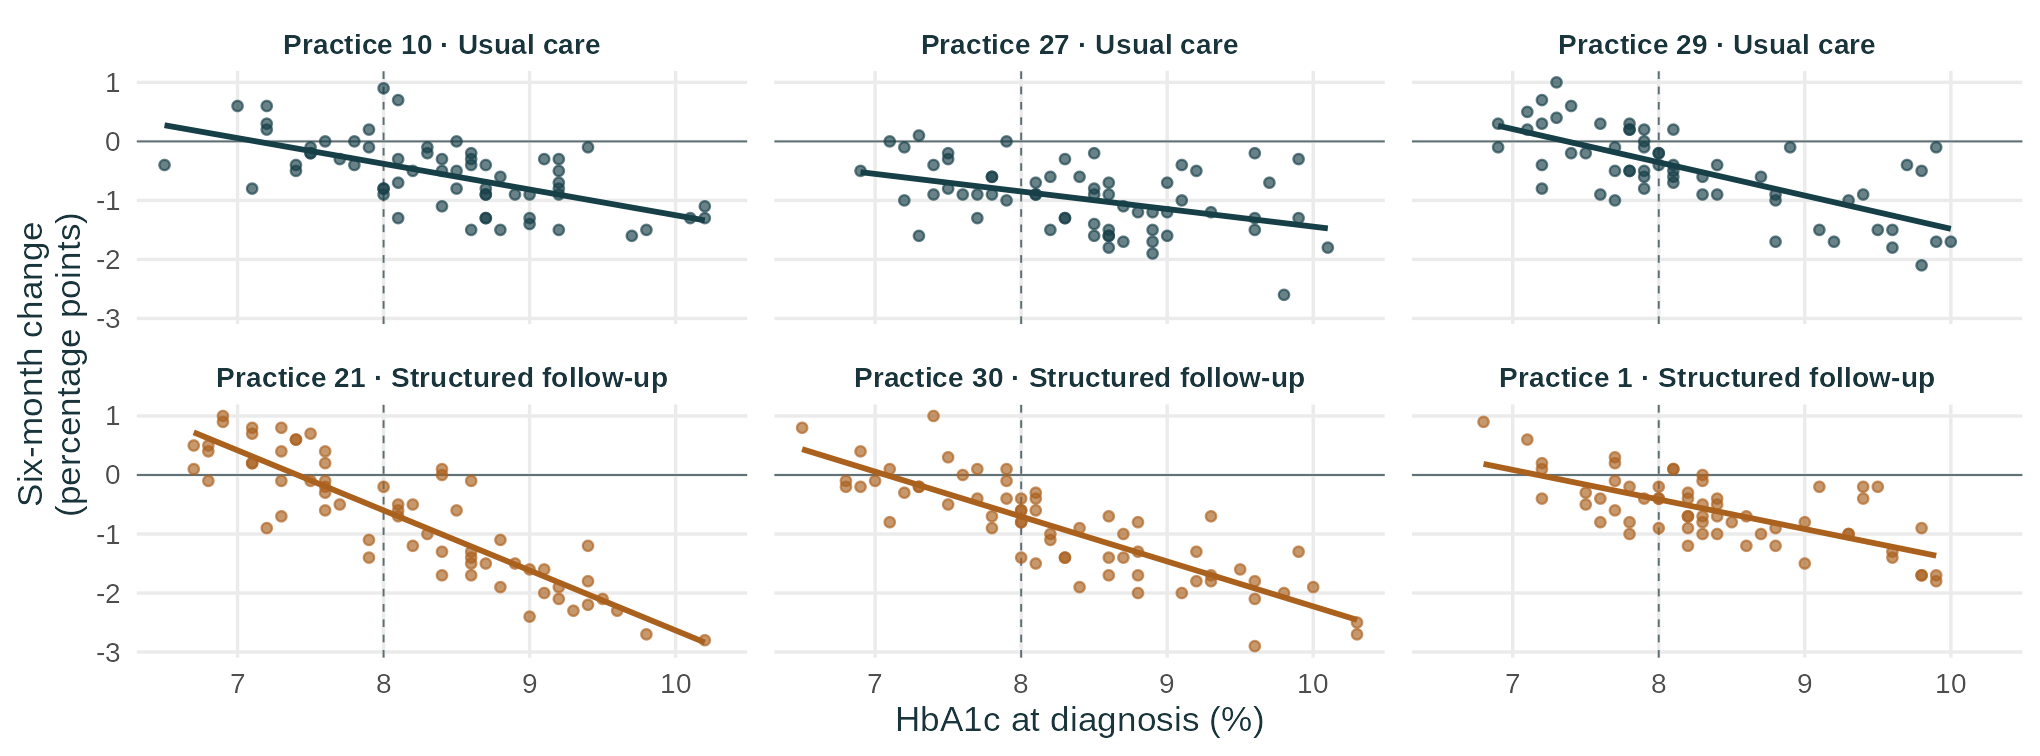 Practice 10 · Usual care
Practice 27 · Usual care
Practice 29 · Usual care
1
0
-1
-2
-3
Practice 21 · Structured follow-up
Practice 30 · Structured follow-up
Practice 1 · Structured follow-up
1
0
-1
-2
-3
Six-month change
(percentage points)
7 8 9 10
7 8 9 10
7 8 9 10
HbA1c at diagnosis (%)